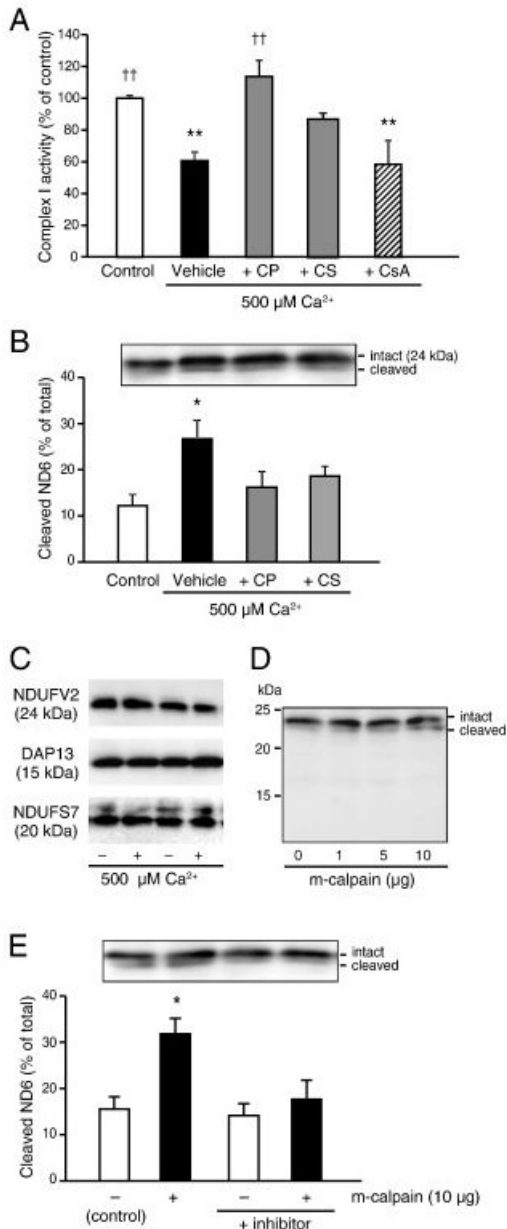 A
Complex I activity (% of control)
140
120
100
80
60
40
20
0
††
**
††
**
Control Vehicle + CP + CS + CsA
500 µM Ca²⁺
B
intact (24 kDa)
cleaved
Cleaved ND6 (% of total)
40
30
20
10
0
*
Control Vehicle + CP + CS
500 µM Ca²⁺
C
NDUFV2
(24 kDa)
DAP13
(15 kDa)
NDUFS7
(20 kDa)
– + – +
500 µM Ca²⁺
D
kDa
25
20
15
intact
cleaved
0 1 5 10
m-calpain (µg)
E
intact
cleaved
Cleaved ND6 (% of total)
40
30
20
10
0
*
– + – + m-calpain (10 µg)
(control) + inhibitor